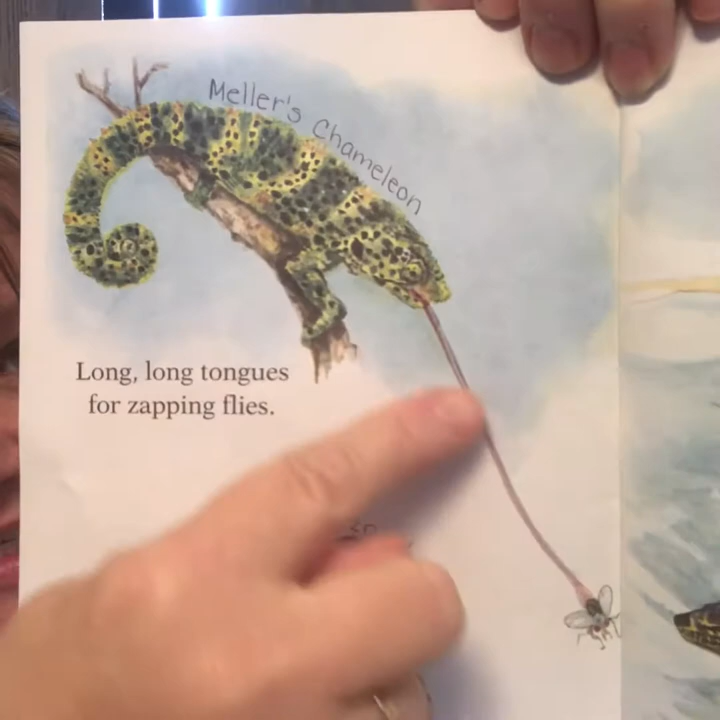 Meller's Chameleon
Long, long tongues
for zapping flies.